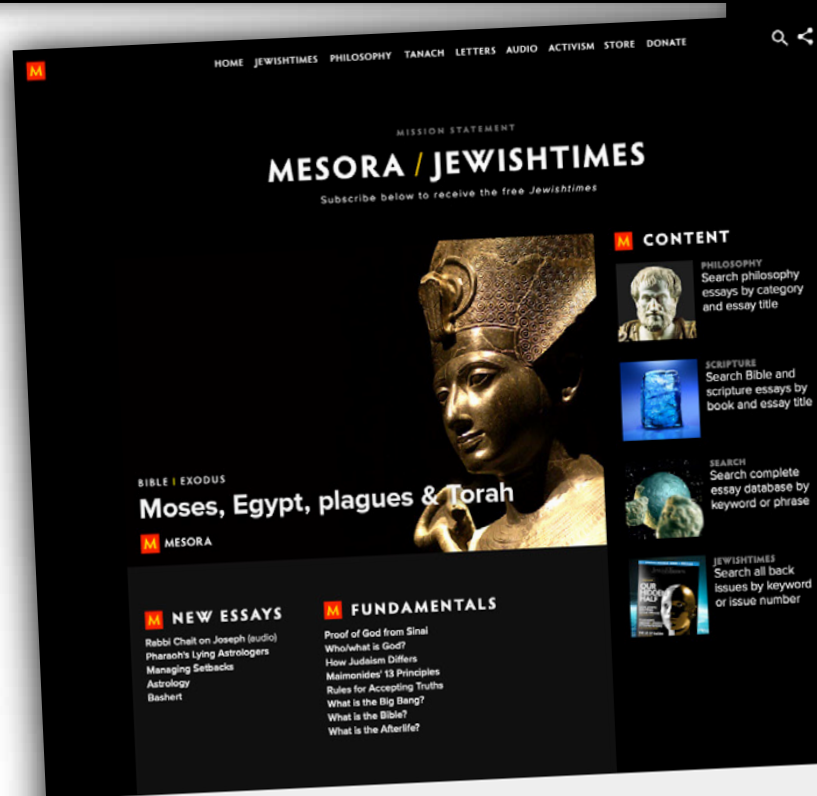 M
HOME JEWISHTIMES PHILOSOPHY TANACH LETTERS AUDIO ACTIVISM STORE DONATE
MISSION STATEMENT
MESORA / JEWISHTIMES
Subscribe below to receive the free Jewishtimes
BIBLE | EXODUS
Moses, Egypt, plagues & Torah
M MESORA
M NEW ESSAYS
Rabbi Chait on Joseph (audio)
Pharaoh's Lying Astrologers
Managing Setbacks
Astrology
Bashert
M FUNDAMENTALS
Proof of God from Sinai
Who/what is God?
How Judaism Differs
Maimonides' 13 Principles
Rules for Accepting Truths
What is the Big Bang?
What is the Bible?
What is the Afterlife?
M CONTENT
PHILOSOPHY
Search philosophy
essays by category
and essay title
SCRIPTURE
Search Bible and
scripture essays by
book and essay title
SEARCH
Search complete
essay database by
keyword or phrase
JEWISHTIMES
Search all back
issues by keyword
or issue number
OUR
HIDDEN
HALF